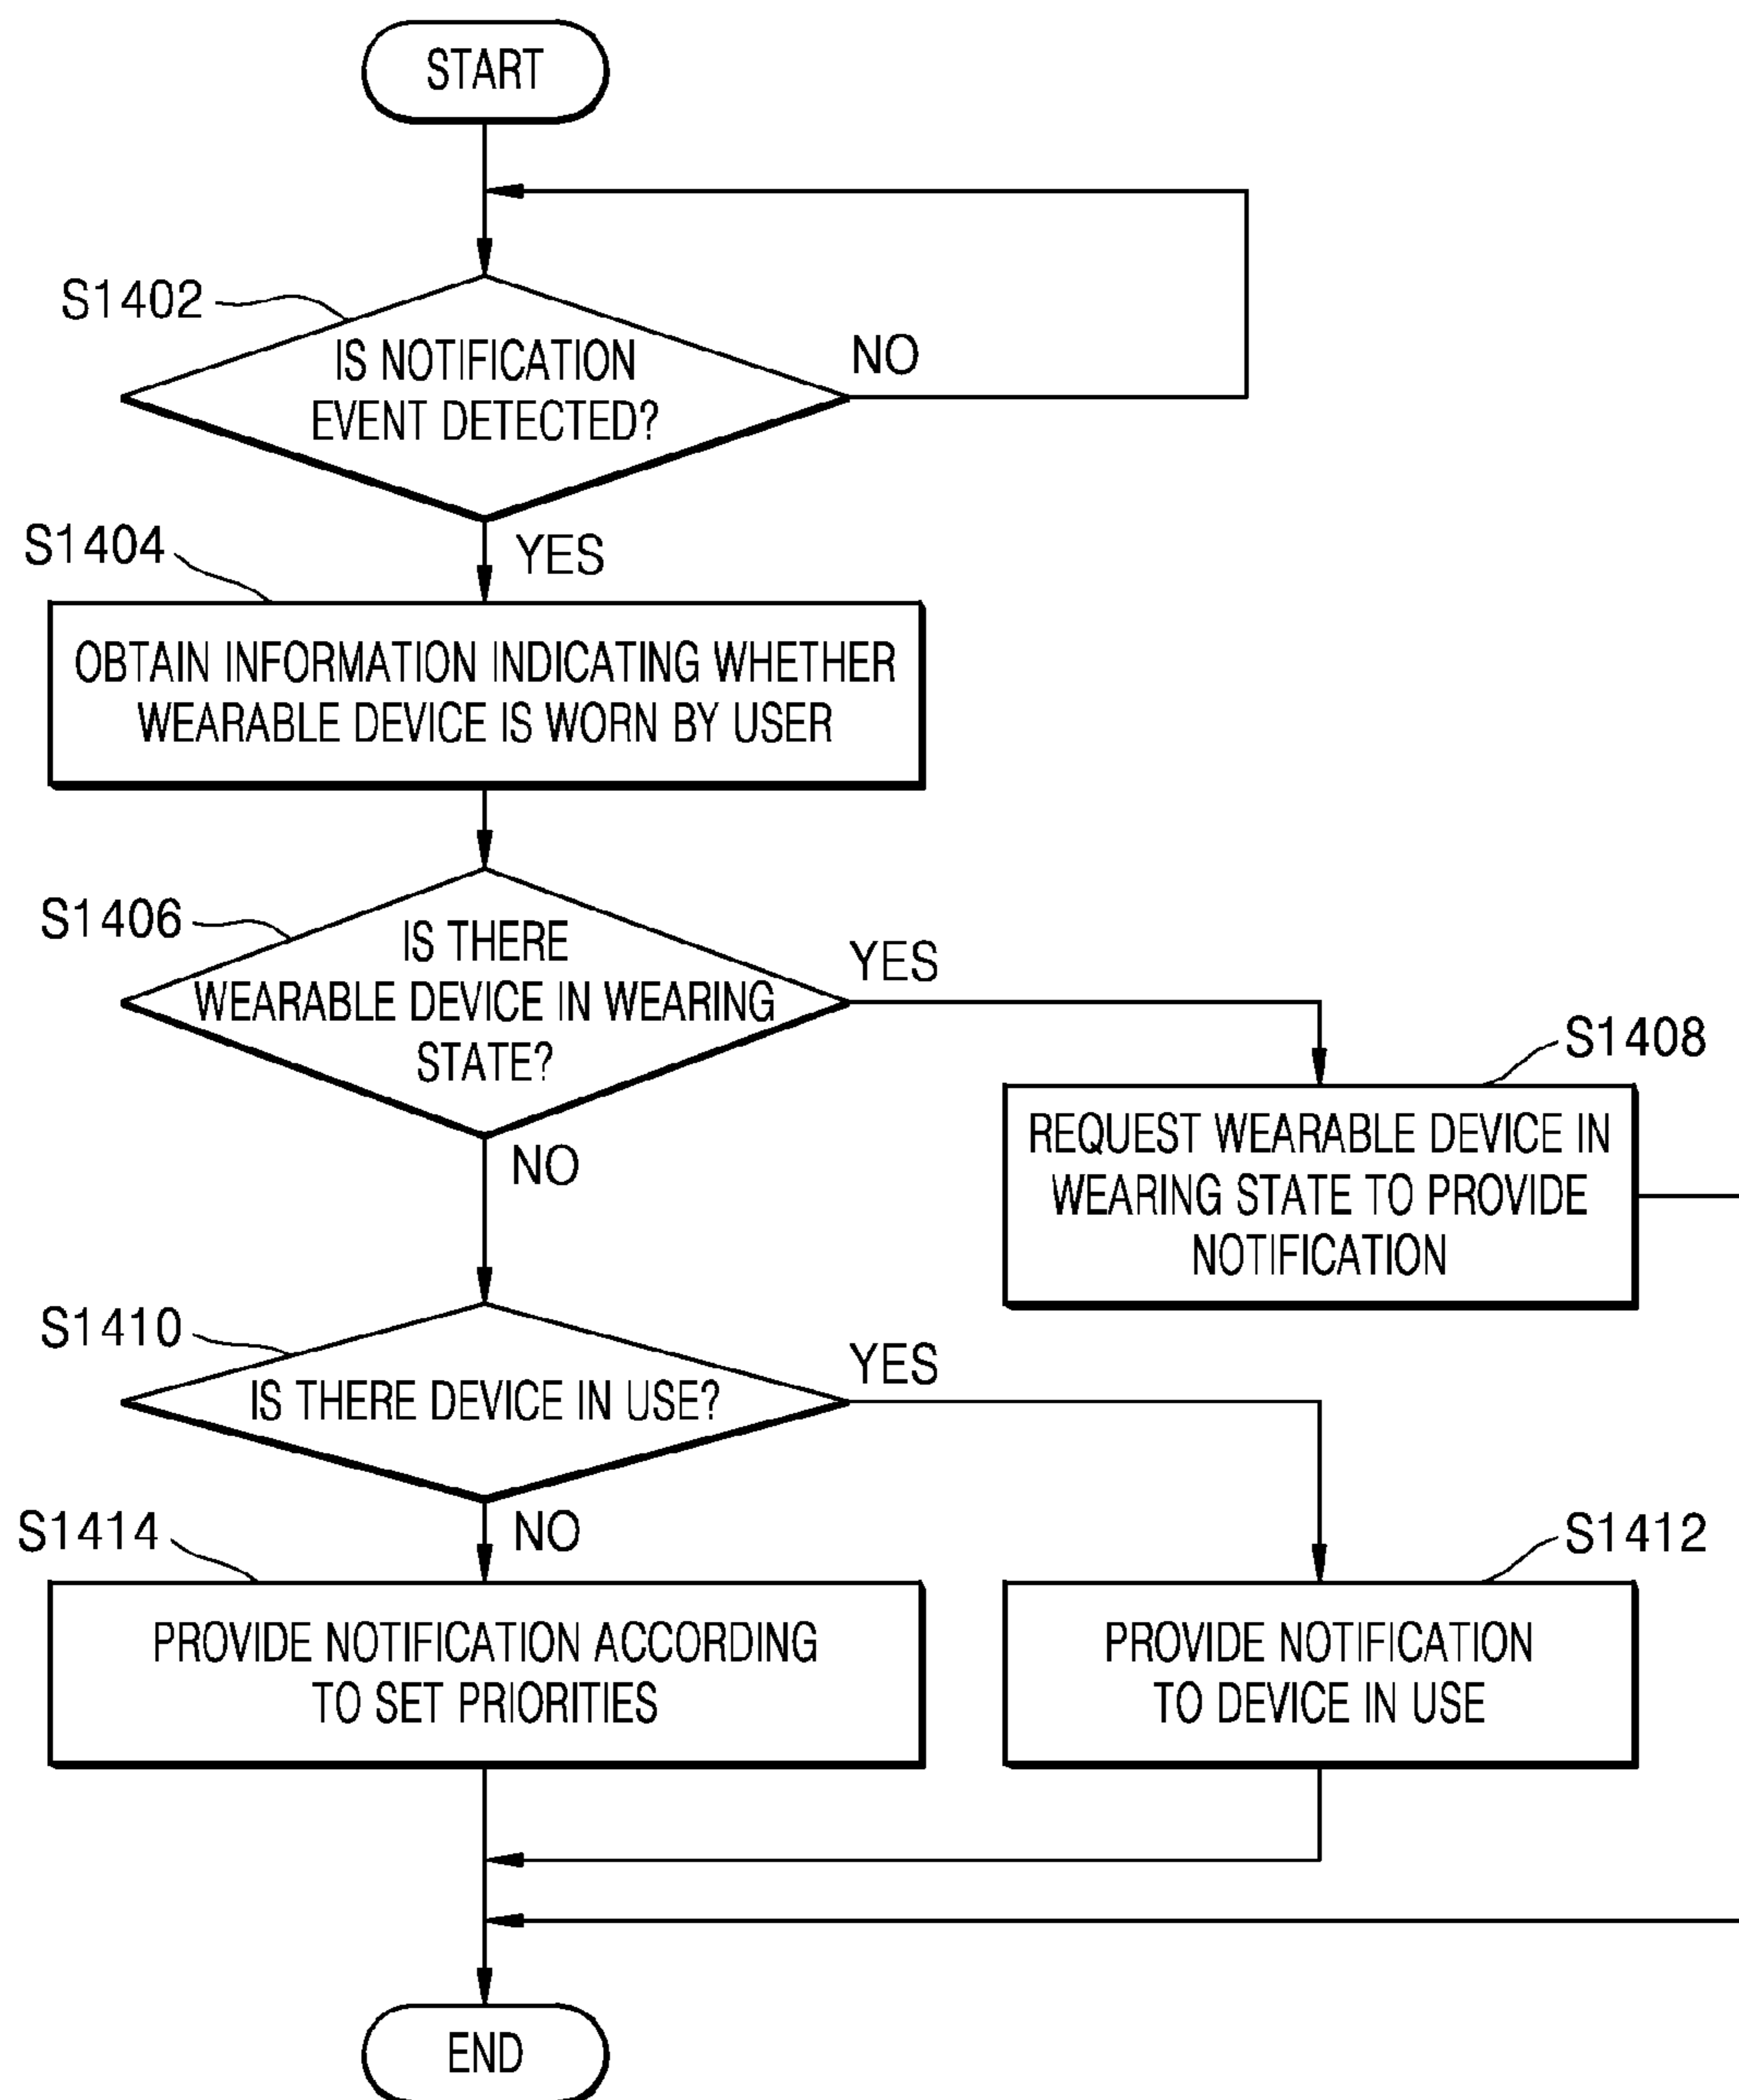 START
S1402
IS NOTIFICATION
EVENT DETECTED?
NO
YES
S1404
OBTAIN INFORMATION INDICATING WHETHER
WEARABLE DEVICE IS WORN BY USER
S1406
IS THERE
WEARABLE DEVICE IN WEARING
STATE?
YES
NO
S1408
REQUEST WEARABLE DEVICE IN
WEARING STATE TO PROVIDE
NOTIFICATION
S1410
IS THERE DEVICE IN USE?
YES
NO
S1414
PROVIDE NOTIFICATION ACCORDING
TO SET PRIORITIES
S1412
PROVIDE NOTIFICATION
TO DEVICE IN USE
END